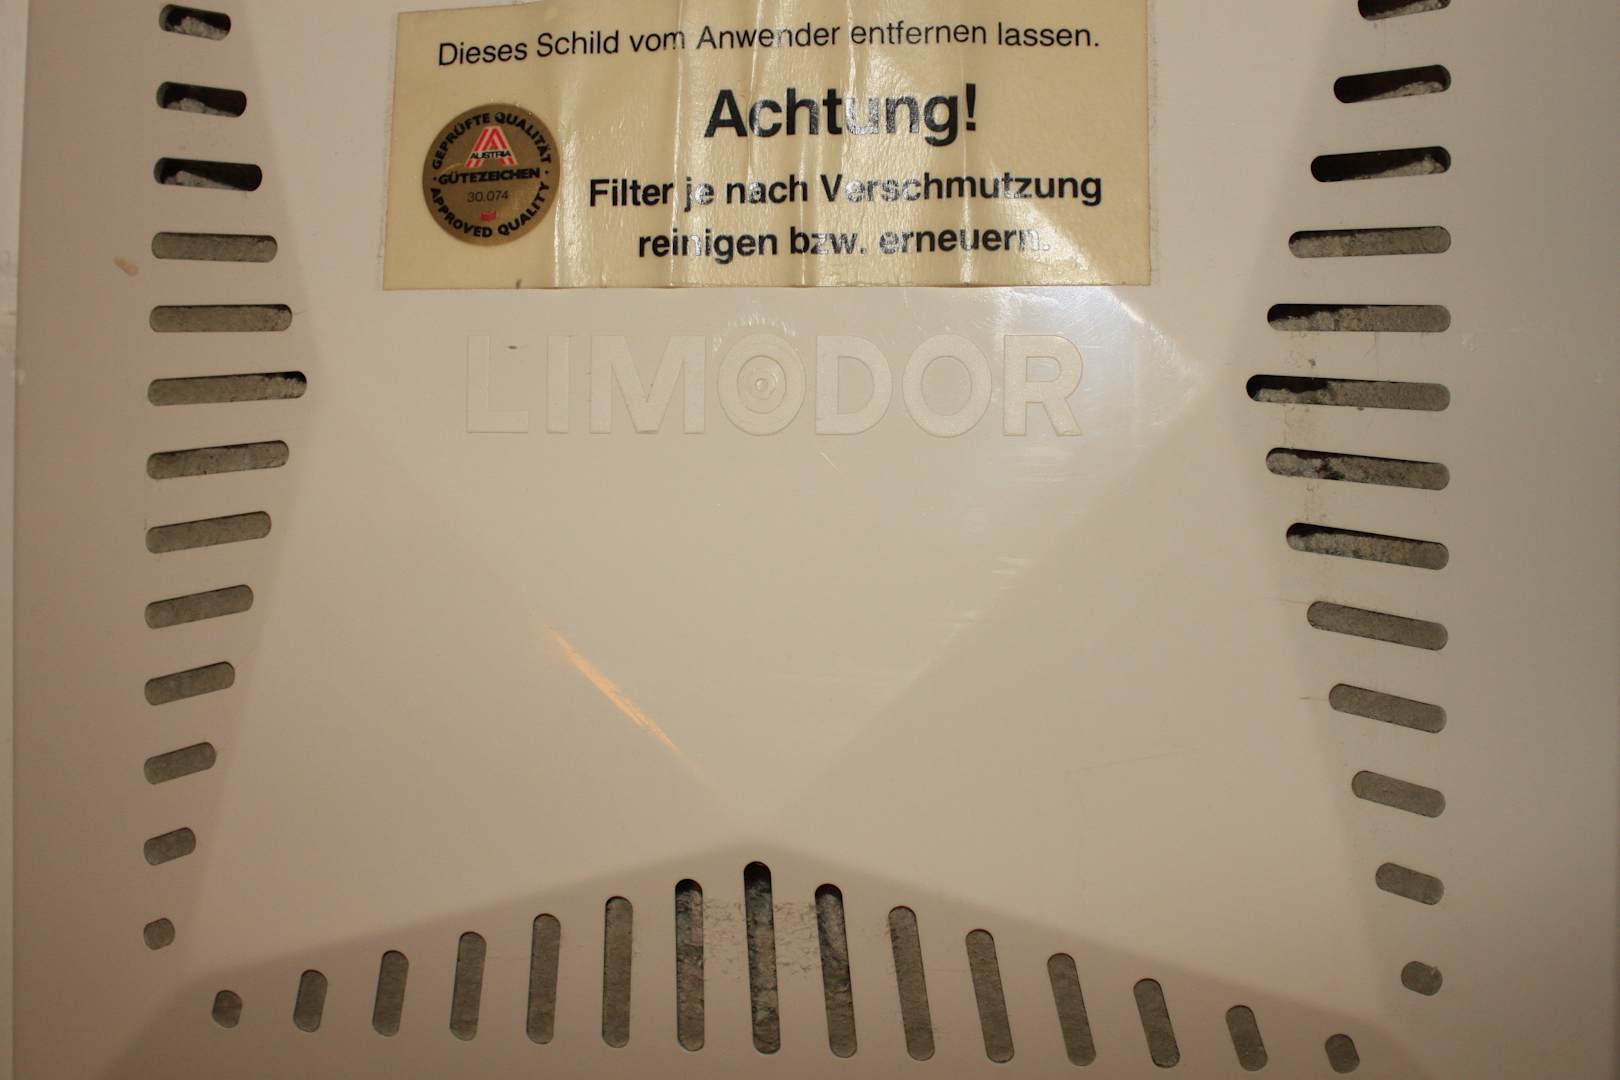 Dieses Schild vom Anwender entfernen lassen.
Achtung!
GEPRÜFTE QUALITÄT
AUSTRIA
GÜTEZEICHEN
30.074
APPROVED QUALITY
Filter je nach Verschmutzung
reinigen bzw. erneuern.
LIMODOR